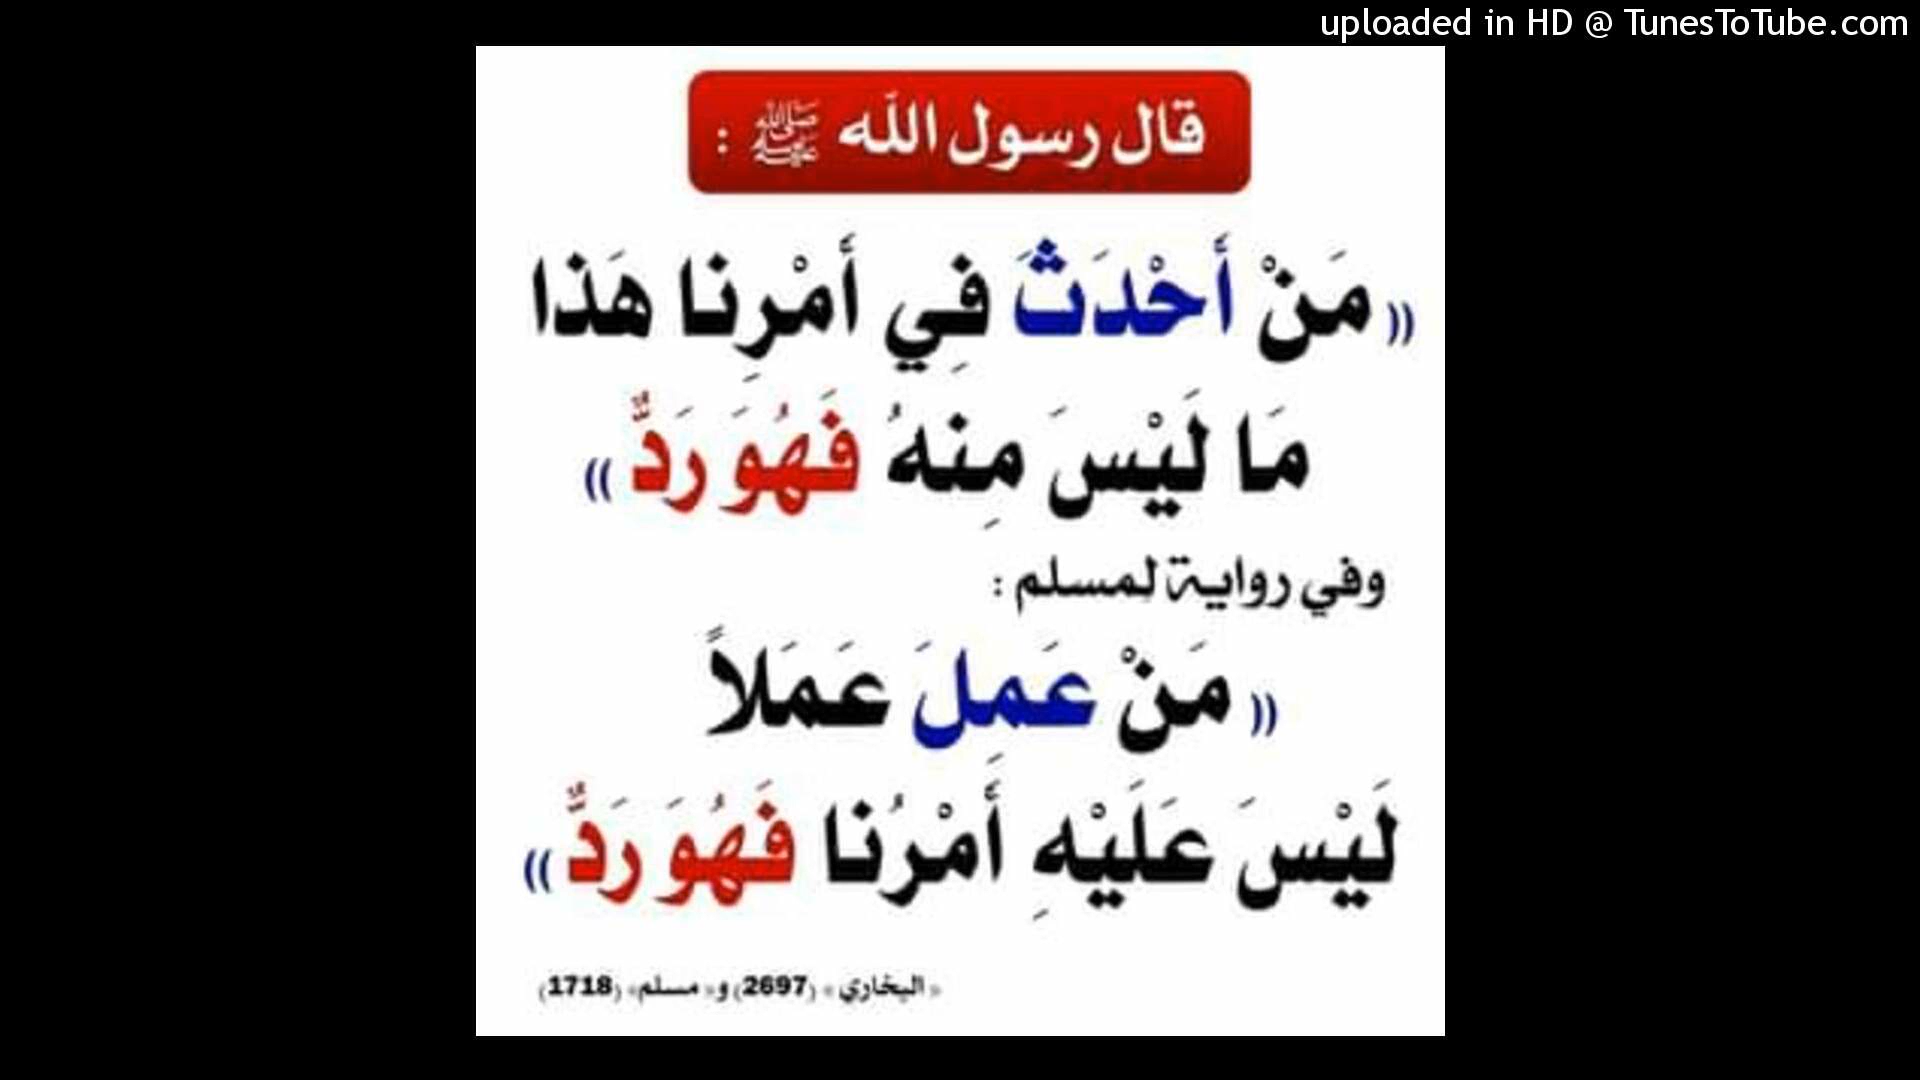 uploaded in HD @ TunesToTube.com
قال رسول الله ﷺ :
(( مَنْ أَحْدَثَ فِي أَمْرِنا هَذا
مَا لَيْسَ مِنهُ فَهُوَ رَدٌّ ))
وفي رواية لمسلم :
(( مَنْ عَمِلَ عَمَلاً
لَيْسَ عَلَيْهِ أَمْرُنا فَهُوَ رَدٌّ ))
« البخاري » (2697) و« مسلم» (1718)